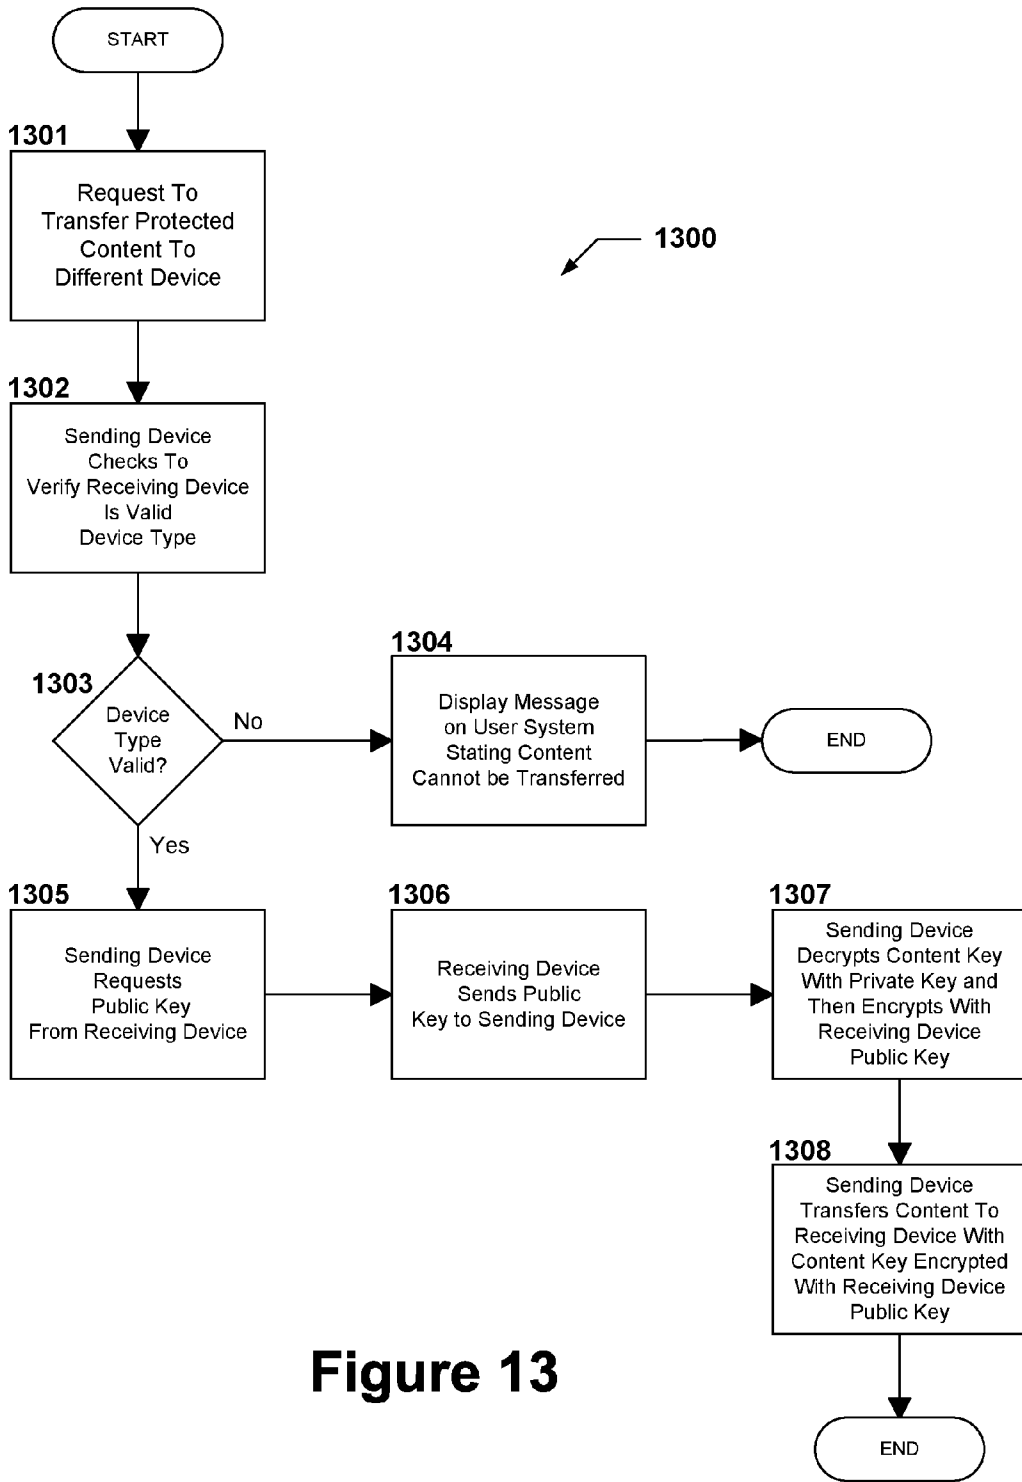 START
1301
Request To
Transfer Protected
Content To
Different Device
1300
1302
Sending Device
Checks To
Verify Receiving Device
Is Valid
Device Type
1303
Device
Type
Valid?
No
Yes
1304
Display Message
on User System
Stating Content
Cannot be Transferred
END
1305
Sending Device
Requests
Public Key
From Receiving Device
1306
Receiving Device
Sends Public
Key to Sending Device
1307
Sending Device
Decrypts Content Key
With Private Key and
Then Encrypts With
Receiving Device
Public Key
1308
Sending Device
Transfers Content To
Receiving Device With
Content Key Encrypted
With Receiving Device
Public Key
END
Figure 13